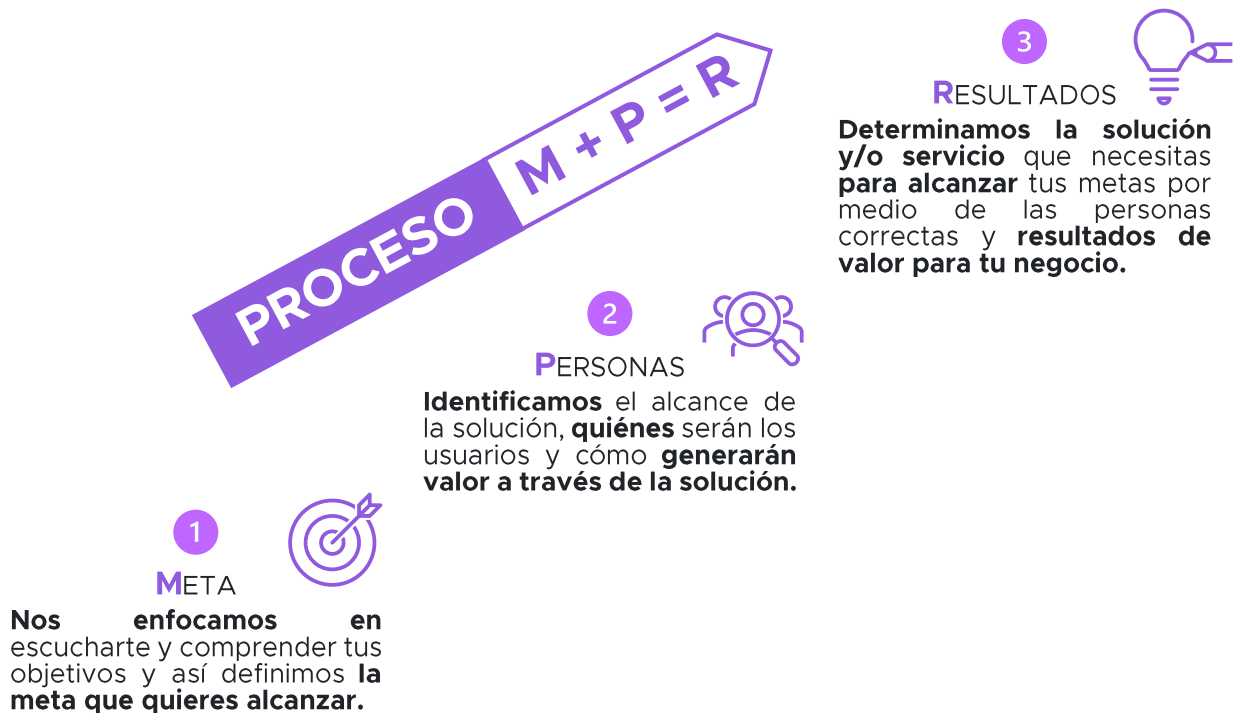 PROCESO M + P = R
1
META
Nos enfocamos en
escucharte y comprender tus
objetivos y así definimos la
meta que quieres alcanzar.
2
PERSONAS
Identificamos el alcance de
la solución, quiénes serán los
usuarios y cómo generarán
valor a través de la solución.
3
RESULTADOS
Determinamos la solución
y/o servicio que necesitas
para alcanzar tus metas por
medio de las personas
correctas y resultados de
valor para tu negocio.